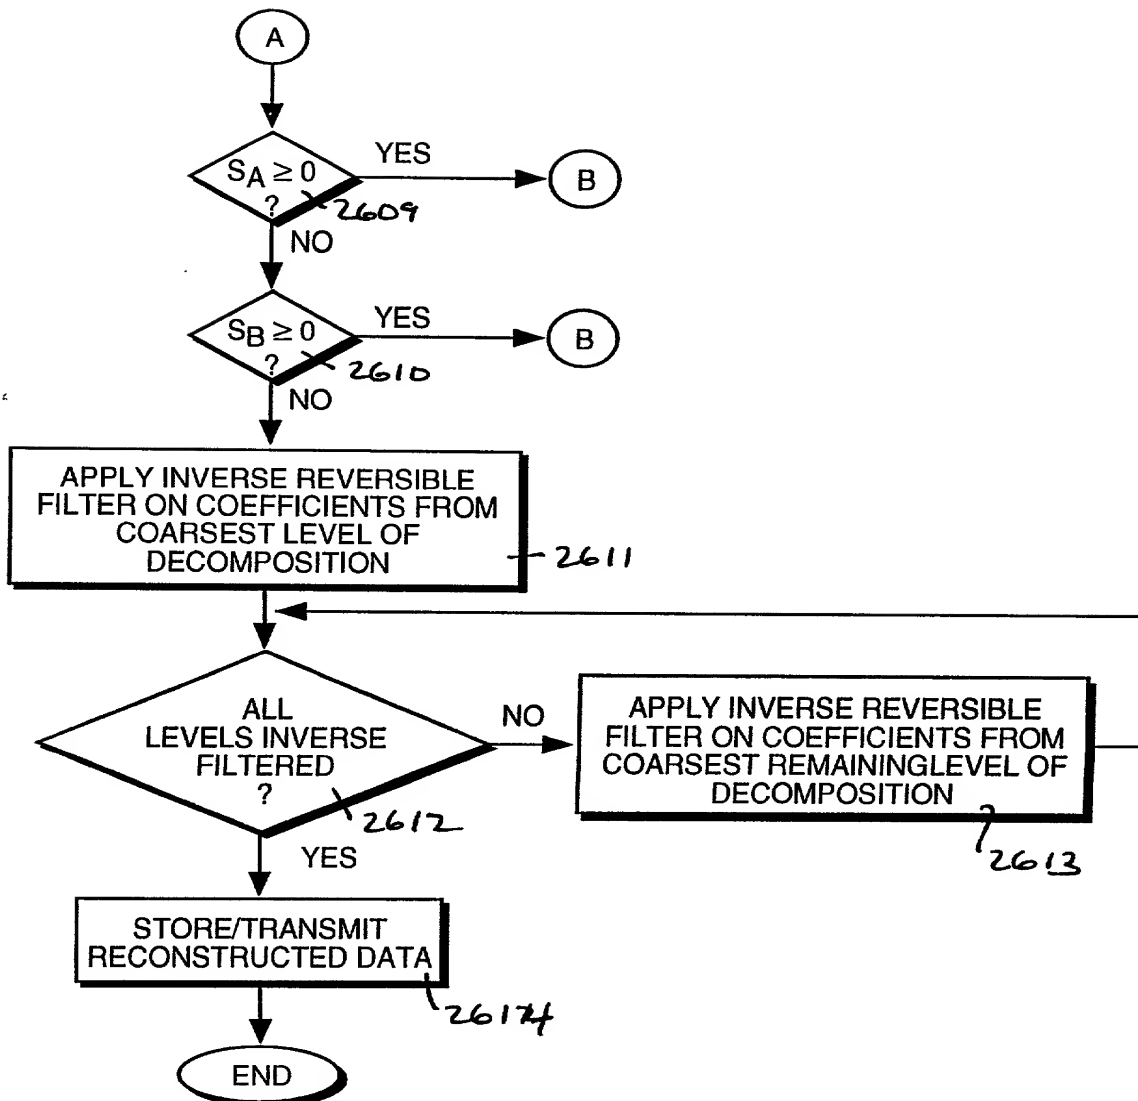 A
YES
S_A ≥ 0
?
B
2609
NO
YES
S_B ≥ 0
?
B
2610
NO
APPLY INVERSE REVERSIBLE
FILTER ON COEFFICIENTS FROM
COARSEST LEVEL OF
DECOMPOSITION
2611
ALL
LEVELS INVERSE
FILTERED
?
2612
NO
APPLY INVERSE REVERSIBLE
FILTER ON COEFFICIENTS FROM
COARSEST REMAININGLEVEL OF
DECOMPOSITION
2613
YES
STORE/TRANSMIT
RECONSTRUCTED DATA
END